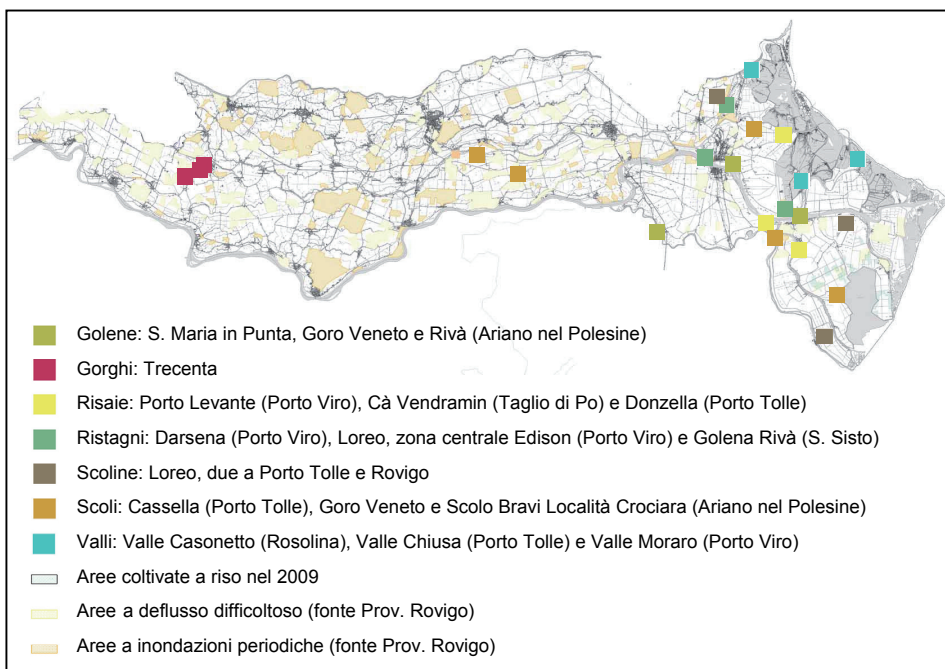 Golene: S. Maria in Punta, Goro Veneto e Rivà (Ariano nel Polesine)
Gorghi: Trecenta
Risaie: Porto Levante (Porto Viro), Cà Vendramin (Taglio di Po) e Donzella (Porto Tolle)
Ristagni: Darsena (Porto Viro), Loreo, zona centrale Edison (Porto Viro) e Golena Rivà (S. Sisto)
Scoline: Loreo, due a Porto Tolle e Rovigo
Scoli: Cassella (Porto Tolle), Goro Veneto e Scolo Bravi Località Crociara (Ariano nel Polesine)
Valli: Valle Casonetto (Rosolina), Valle Chiusa (Porto Tolle) e Valle Moraro (Porto Viro)
Aree coltivate a riso nel 2009
Aree a deflusso difficoltoso (fonte Prov. Rovigo)
Aree a inondazioni periodiche (fonte Prov. Rovigo)